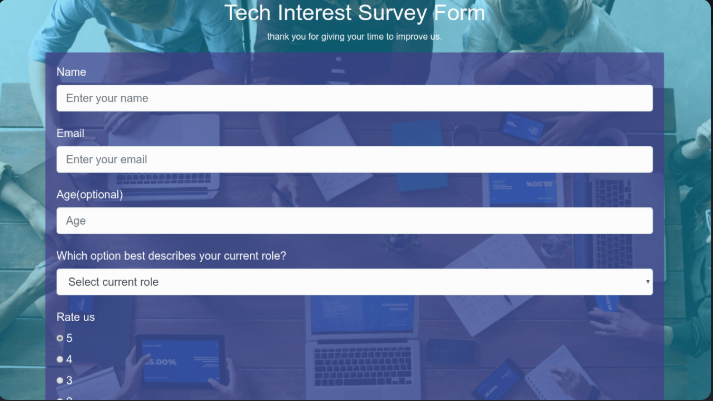 Tech Interest Survey Form
thank you for giving your time to improve us.
Name
Enter your name
Email
Enter your email
Age(optional)
Age
Which option best describes your current role?
Select current role
Rate us
5
4
3